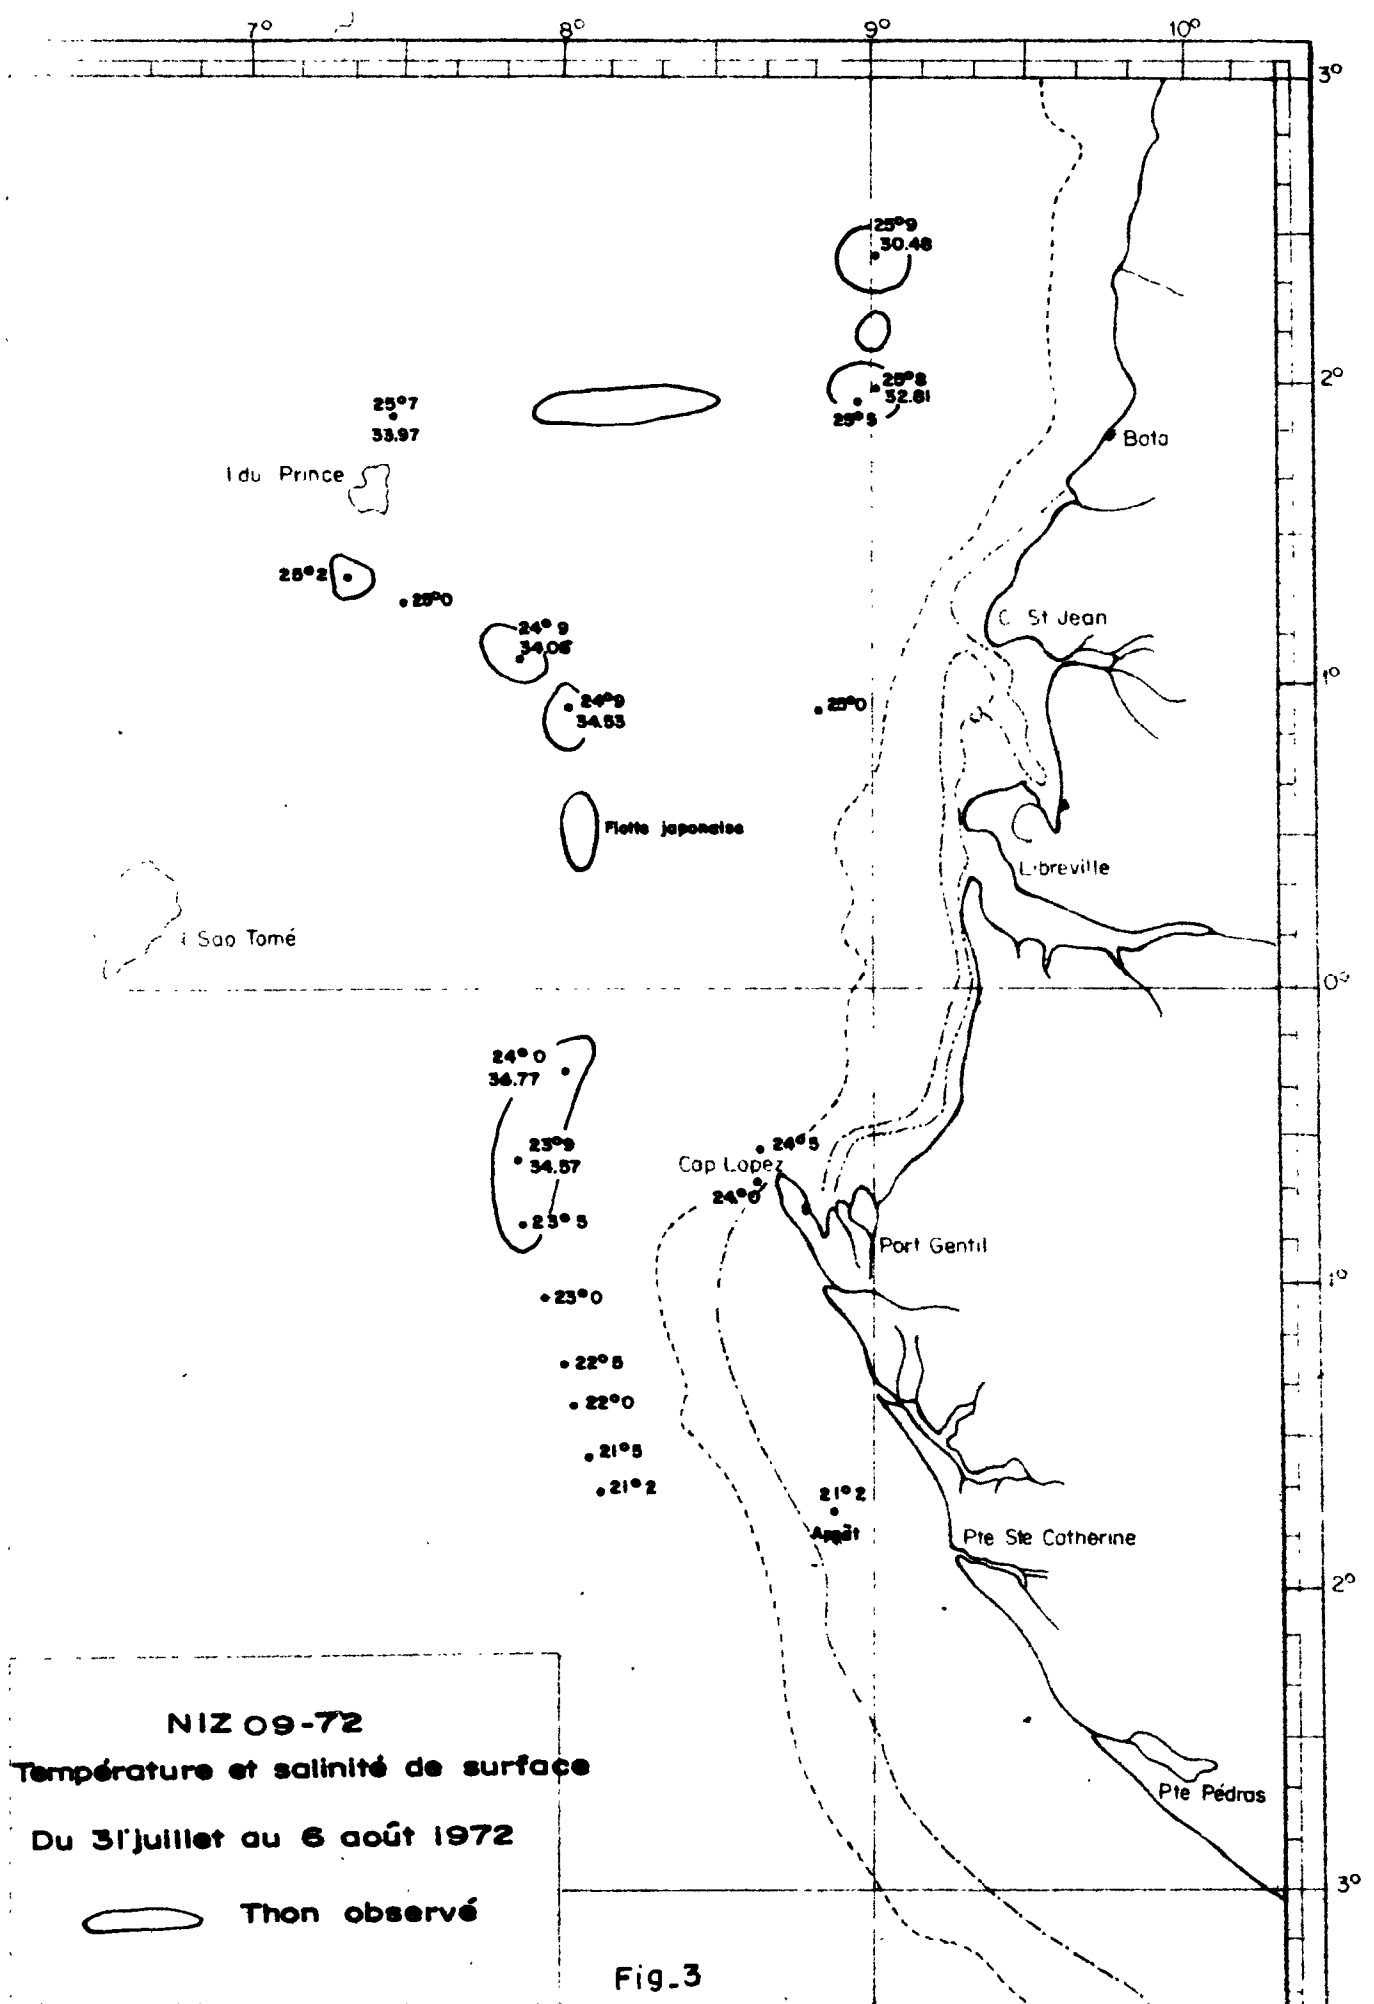 7° 8° 9° 10°
3°
25°9
30.48
25°8
32.81
25°5
2°
25°7
33.97
Bata
I du Prince
25°2
25°0
24°9
34.06
C St Jean
1°
24°9
34.53
25°0
Flotte japonaise
Libreville
I Sao Tomé
0°
24°0
34.77
23°9
34.57
24°5
Cap Lopez
24°0
23°5
Port Gentil
23°0
1°
22°5
22°0
21°5
21°2
21°2
Appât
Pte Ste Catherine
2°
NIZ 09-72
Température et salinité de surface
Pte Pédras
Du 31 juillet au 6 août 1972
3°
Thon observé
Fig_3